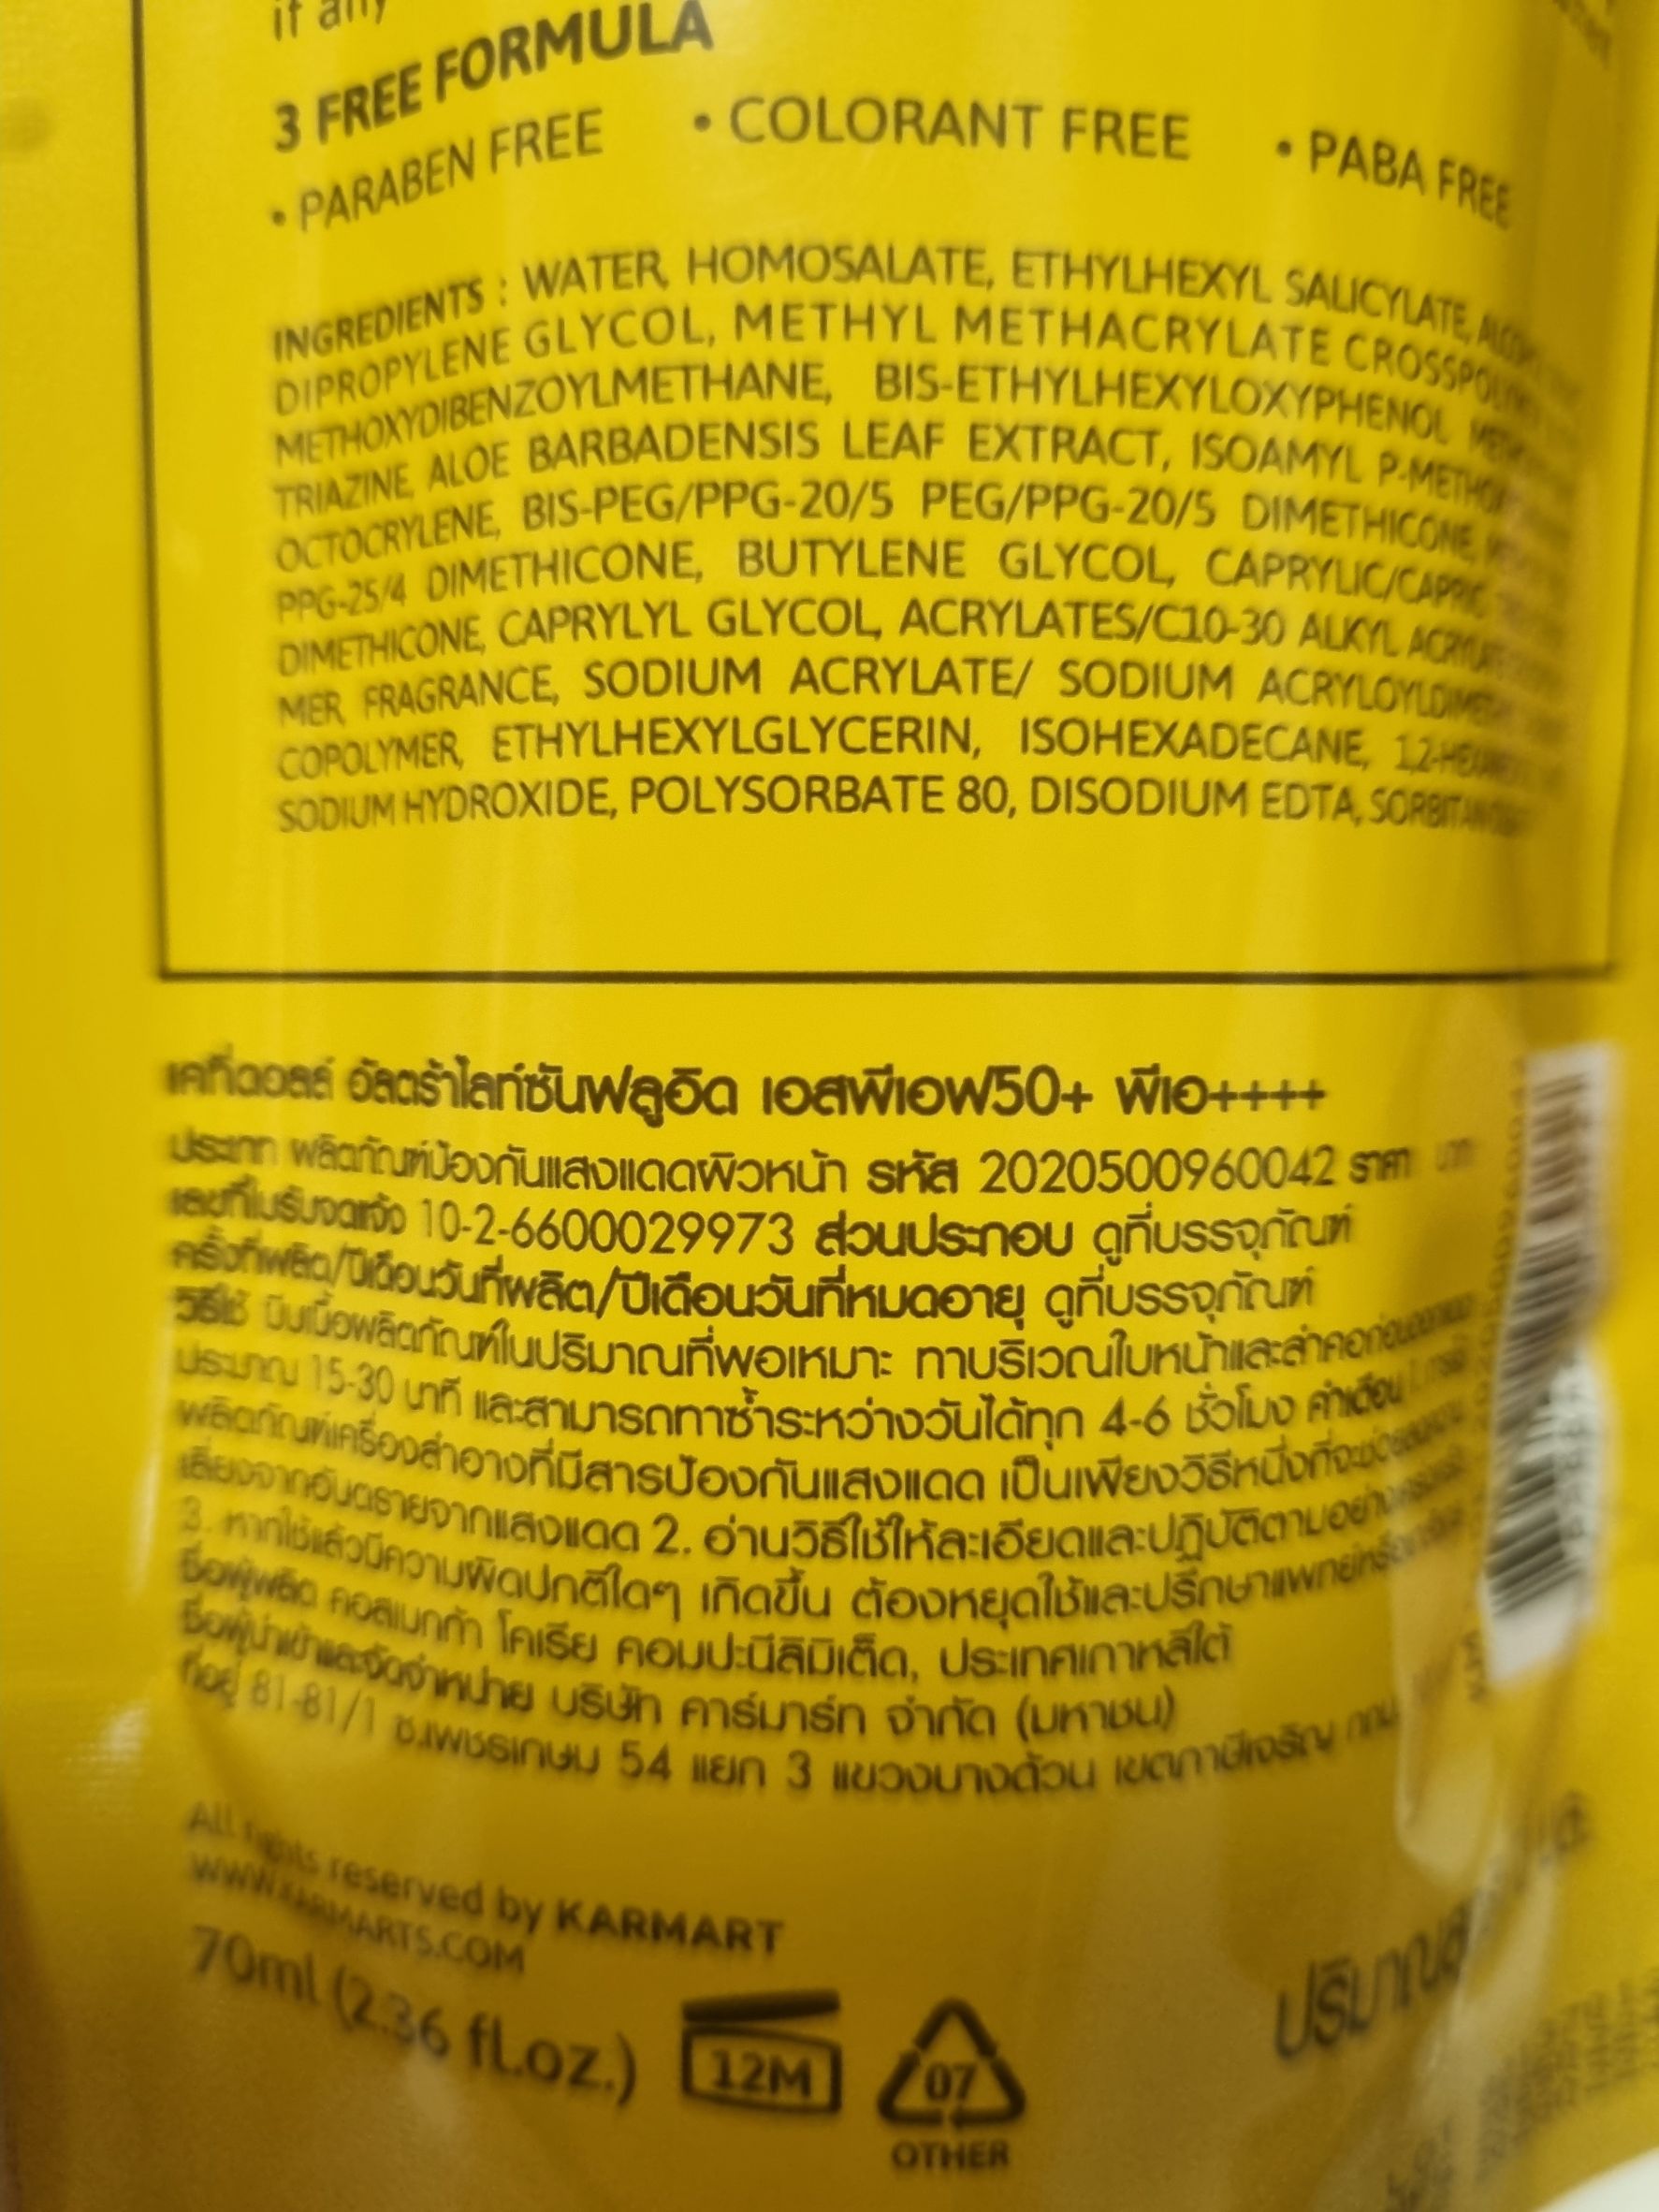 if any
3 FREE FORMULA
• PARABEN FREE • COLORANT FREE • PABA FREE
INGREDIENTS : WATER, HOMOSALATE, ETHYLHEXYL SALICYLATE,
DIPROPYLENE GLYCOL, METHYL METHACRYLATE
METHOXYDIBENZOYLMETHANE, BIS-ETHYLHEXYLOXYPHENOL
TRIAZINE, ALOE BARBADENSIS LEAF EXTRACT, ISOAMYL
OCTOCRYLENE, BIS-PEG/PPG-20/5 PEG/PPG-20/5 DIMETHICONE,
PPG-25/4 DIMETHICONE, BUTYLENE GLYCOL, CAPRYLIC/CAPRIC
DIMETHICONE, CAPRYLYL GLYCOL, ACRYLATES/C10-30 ALKYL
MER, FRAGRANCE, SODIUM ACRYLATE/ SODIUM
COPOLYMER, ETHYLHEXYLGLYCERIN, ISOHEXADECANE,
SODIUM HYDROXIDE, POLYSORBATE 80, DISODIUM EDTA,
เคที่ดอลล์ อัลตร้าไลท์ซันฟลูอิด เอสพีเอฟ50+ พีเอ++++
ประเภท ผลิตภัณฑ์ป้องกันแสงแดดผิวหน้า รหัส 2020500960042 ราคา บาท
เลขที่ใบรับจดแจ้ง 10-2-6600029973 ส่วนประกอบ ดูที่บรรจุภัณฑ์
ครั้งที่ผลิต/ปีเดือนวันที่ผลิต/ปีเดือนวันที่หมดอายุ ดูที่บรรจุภัณฑ์
วิธีใช้ บีบเนื้อผลิตภัณฑ์ในปริมาณที่พอเหมาะ ทาบริเวณใบหน้าและลำคอก่อน
ประมาณ 15-30 นาที และสามารถทาซ้ำระหว่างวันได้ทุก 4-6 ชั่วโมง คำเตือน
ผลิตภัณฑ์เครื่องสำอางที่มีสารป้องกันแสงแดด เป็นเพียงวิธีหนึ่งที่จะช่วย
เสี่ยงจากอันตรายจากแสงแดด 2. อ่านวิธีใช้ให้ละเอียดและปฏิบัติตามอย่าง
3. หากใช้แล้วมีความผิดปกติใดๆ เกิดขึ้น ต้องหยุดใช้และปรึกษาแพทย์
ชื่อผู้ผลิต คอสเมกก้า โคเรีย คอมปะนีลิมิเต็ด, ประเทศเกาหลีใต้
ชื่อผู้นำเข้าและจัดจำหน่าย บริษัท คาร์มาร์ท จำกัด (มหาชน)
ที่อยู่ 81-81/1 ซ.เพชรเกษม 54 แยก 3 แขวงบางด้วน เขตภาษีเจริญ กทม.
All rights reserved by KARMART
WWW.KARMARTS.COM
70ml (2.36 fl.oz.)
12M
07
OTHER